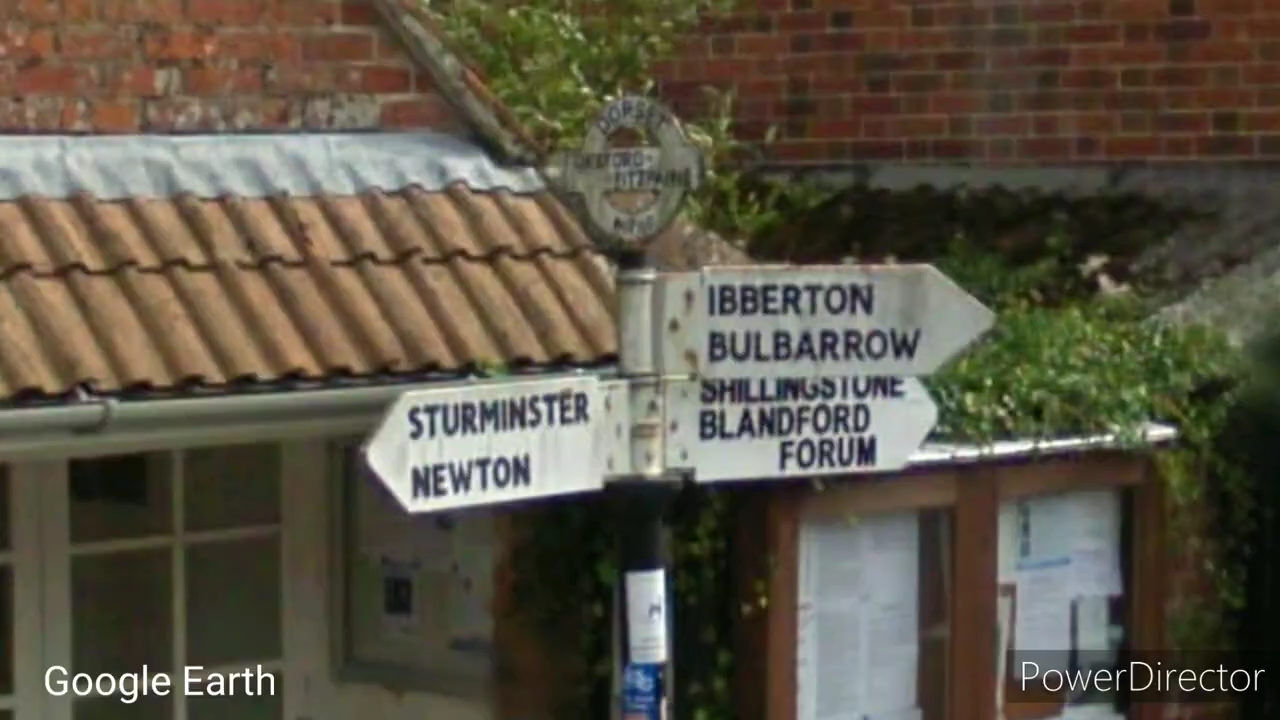 DORSET
OKEFORD-
FITZPAINE
IBBERTON
BULBARROW
SHILLINGSTONE
BLANDFORD
FORUM
STURMINSTER
NEWTON
Google Earth
PowerDirector